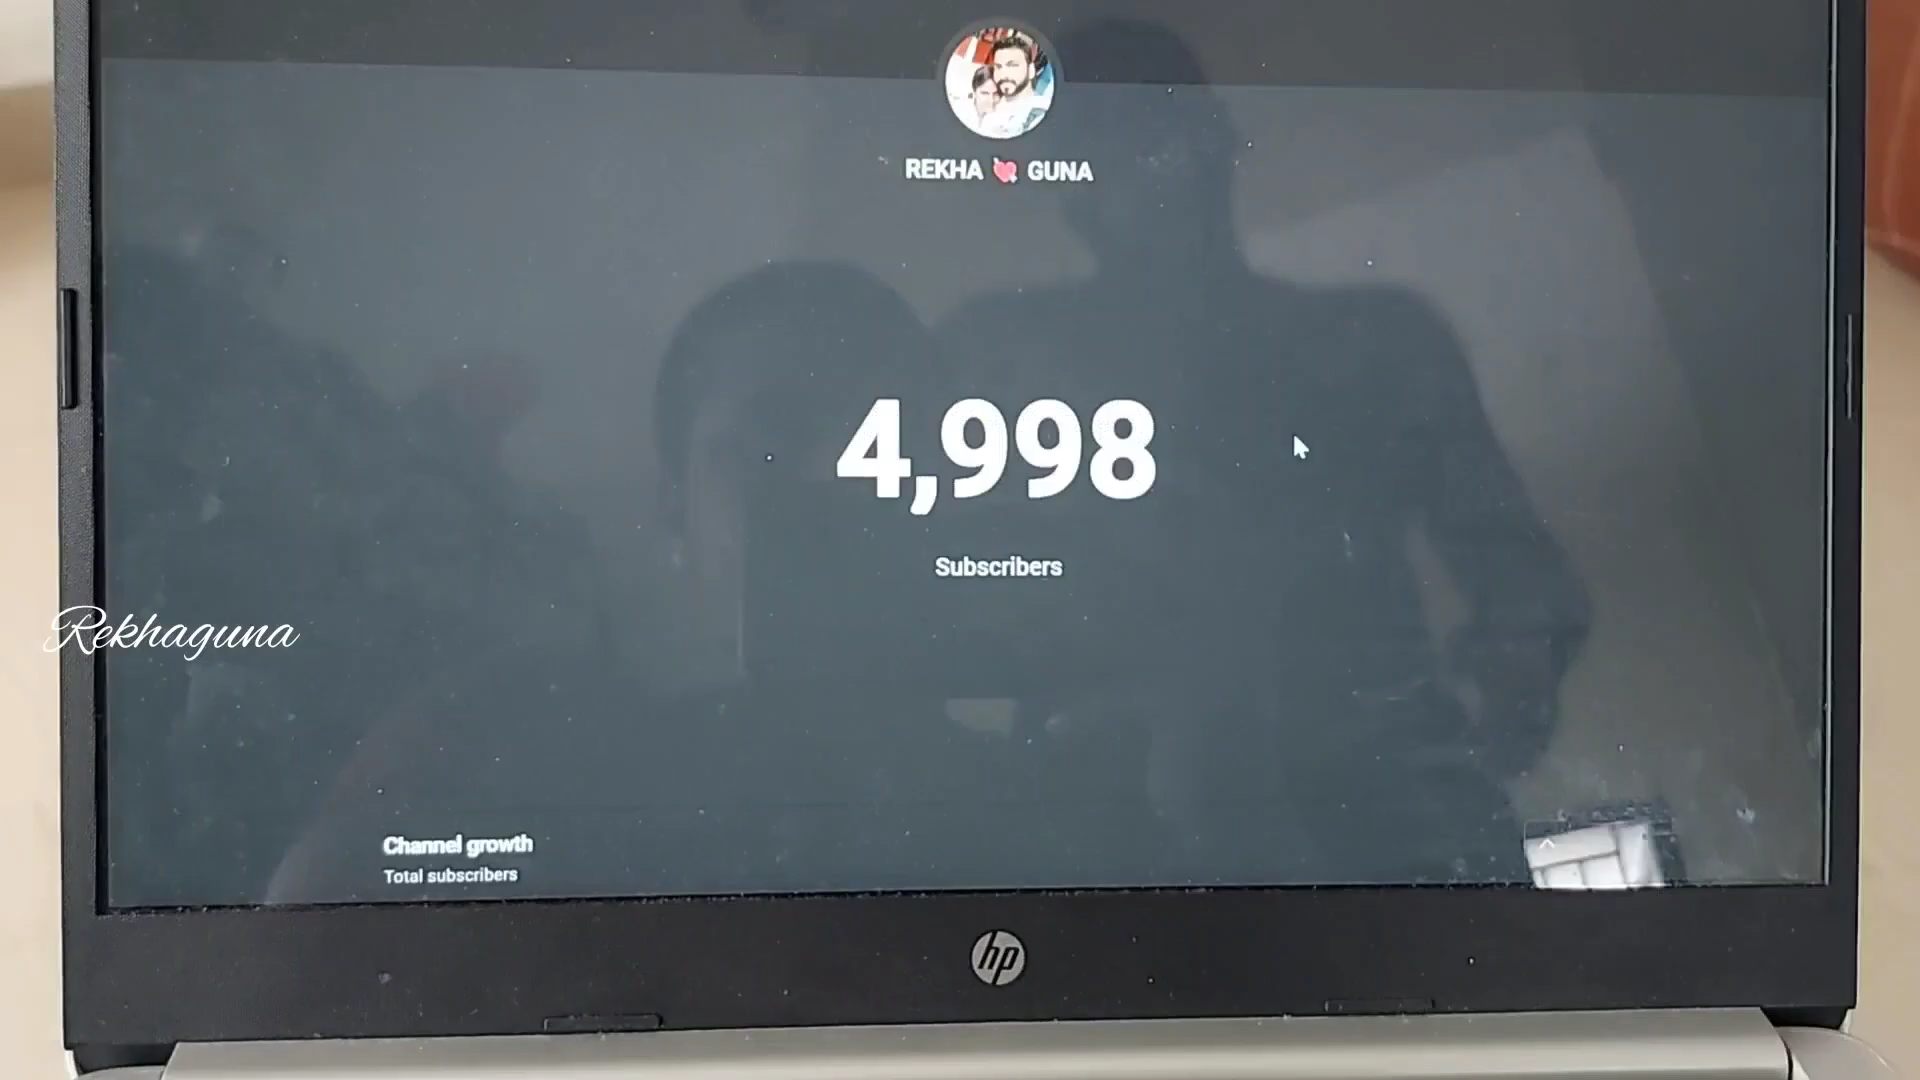 REKHA 💘 GUNA
4,998
Subscribers
Rekhaguna
Channel growth
Total subscribers
hp